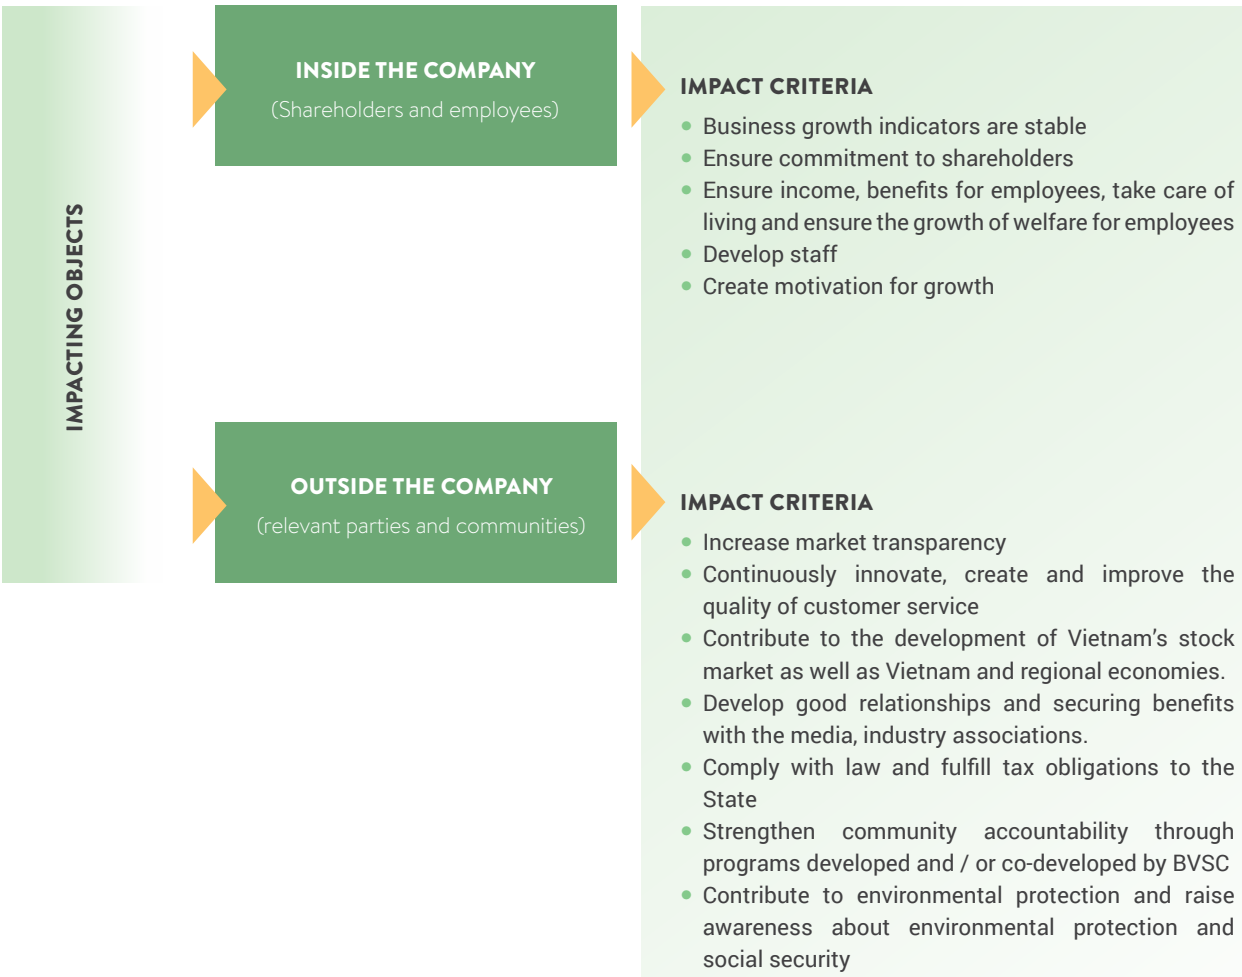 IMPACTING OBJECTS
INSIDE THE COMPANY
(Shareholders and employees)
IMPACT CRITERIA
Business growth indicators are stable
Ensure commitment to shareholders
Ensure income, benefits for employees, take care of
living and ensure the growth of welfare for employees
Develop staff
Create motivation for growth
OUTSIDE THE COMPANY
(relevant parties and communities)
IMPACT CRITERIA
Increase market transparency
Continuously innovate, create and improve the
quality of customer service
Contribute to the development of Vietnam’s stock
market as well as Vietnam and regional economies.
Develop good relationships and securing benefits
with the media, industry associations.
Comply with law and fulfill tax obligations to the
State
Strengthen community accountability through
programs developed and / or co-developed by BVSC
Contribute to environmental protection and raise
awareness about environmental protection and
social security